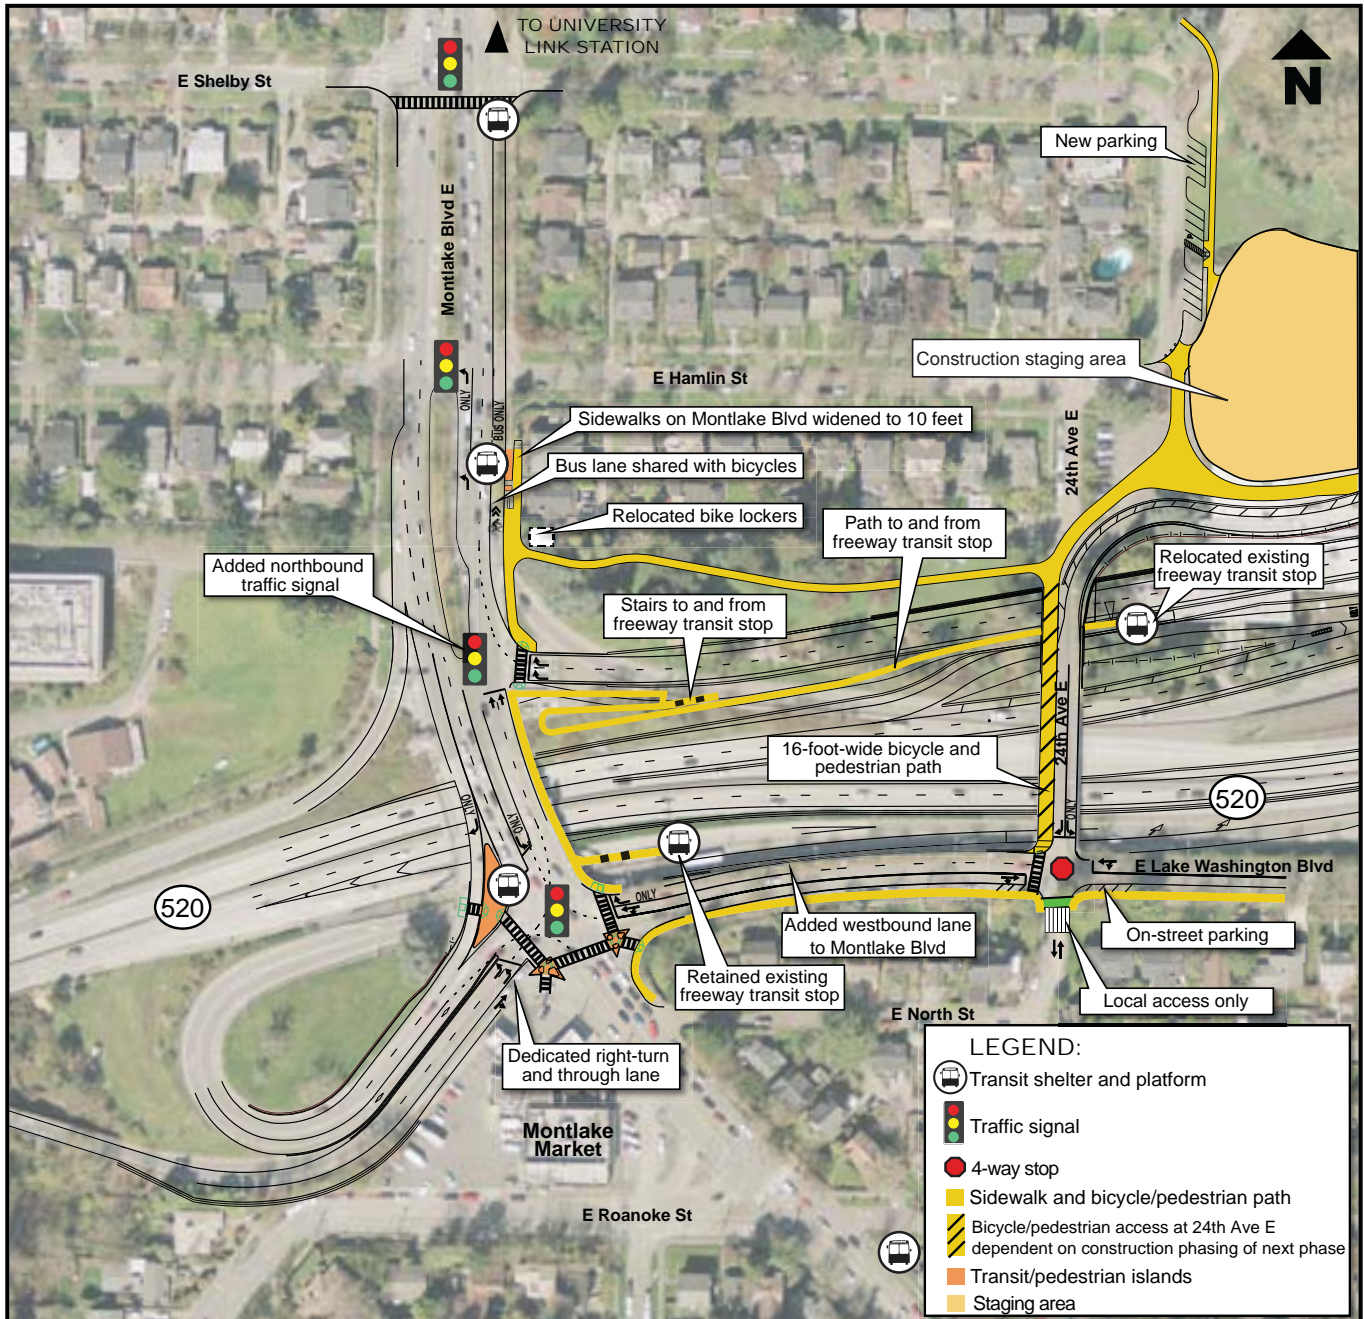 TO UNIVERSITY
LINK STATION
N
E Shelby St
New parking
Montlake Blvd E
Construction staging area
E Hamlin St
ONLY
BUS ONLY
Sidewalks on Montlake Blvd widened to 10 feet
24th Ave E
Bus lane shared with bicycles
Relocated bike lockers
Path to and from
freeway transit stop
Added northbound
traffic signal
Relocated existing
freeway transit stop
Stairs to and from
freeway transit stop
24th Ave E
16-foot-wide bicycle and
pedestrian path
520
ONLY
ONLY
ONLY
E Lake Washington Blvd
ONLY
520
Added westbound lane
to Montlake Blvd
On-street parking
Retained existing
freeway transit stop
Local access only
E North St
Dedicated right-turn
and through lane
Montlake
Market
E Roanoke St
LEGEND:
Transit shelter and platform
Traffic signal
4-way stop
Sidewalk and bicycle/pedestrian path
Bicycle/pedestrian access at 24th Ave E
dependent on construction phasing of next phase
Transit/pedestrian islands
Staging area